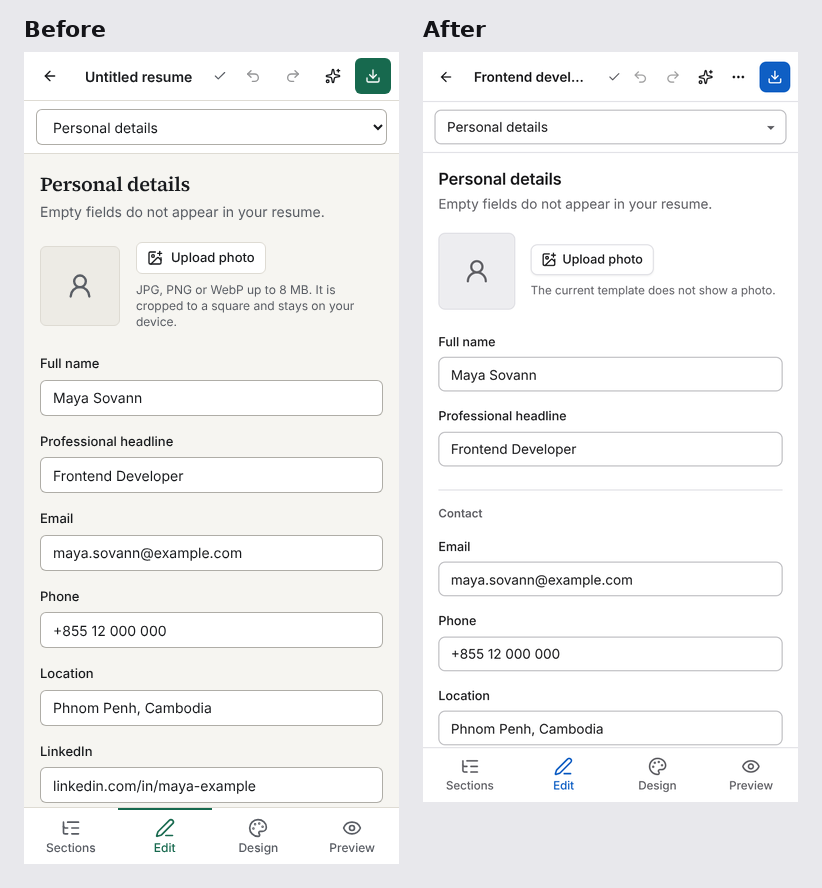 Before
Untitled resume
Personal details
Personal details
Empty fields do not appear in your resume.
Upload photo
JPG, PNG or WebP up to 8 MB. It is
cropped to a square and stays on your
device.
Full name
Maya Sovann
Professional headline
Frontend Developer
Email
maya.sovann@example.com
Phone
+855 12 000 000
Location
Phnom Penh, Cambodia
LinkedIn
linkedin.com/in/maya-example
Sections
Edit
Design
Preview
After
Frontend devel...
Personal details
Personal details
Empty fields do not appear in your resume.
Upload photo
The current template does not show a photo.
Full name
Maya Sovann
Professional headline
Frontend Developer
Contact
Email
maya.sovann@example.com
Phone
+855 12 000 000
Location
Phnom Penh, Cambodia
Sections
Edit
Design
Preview